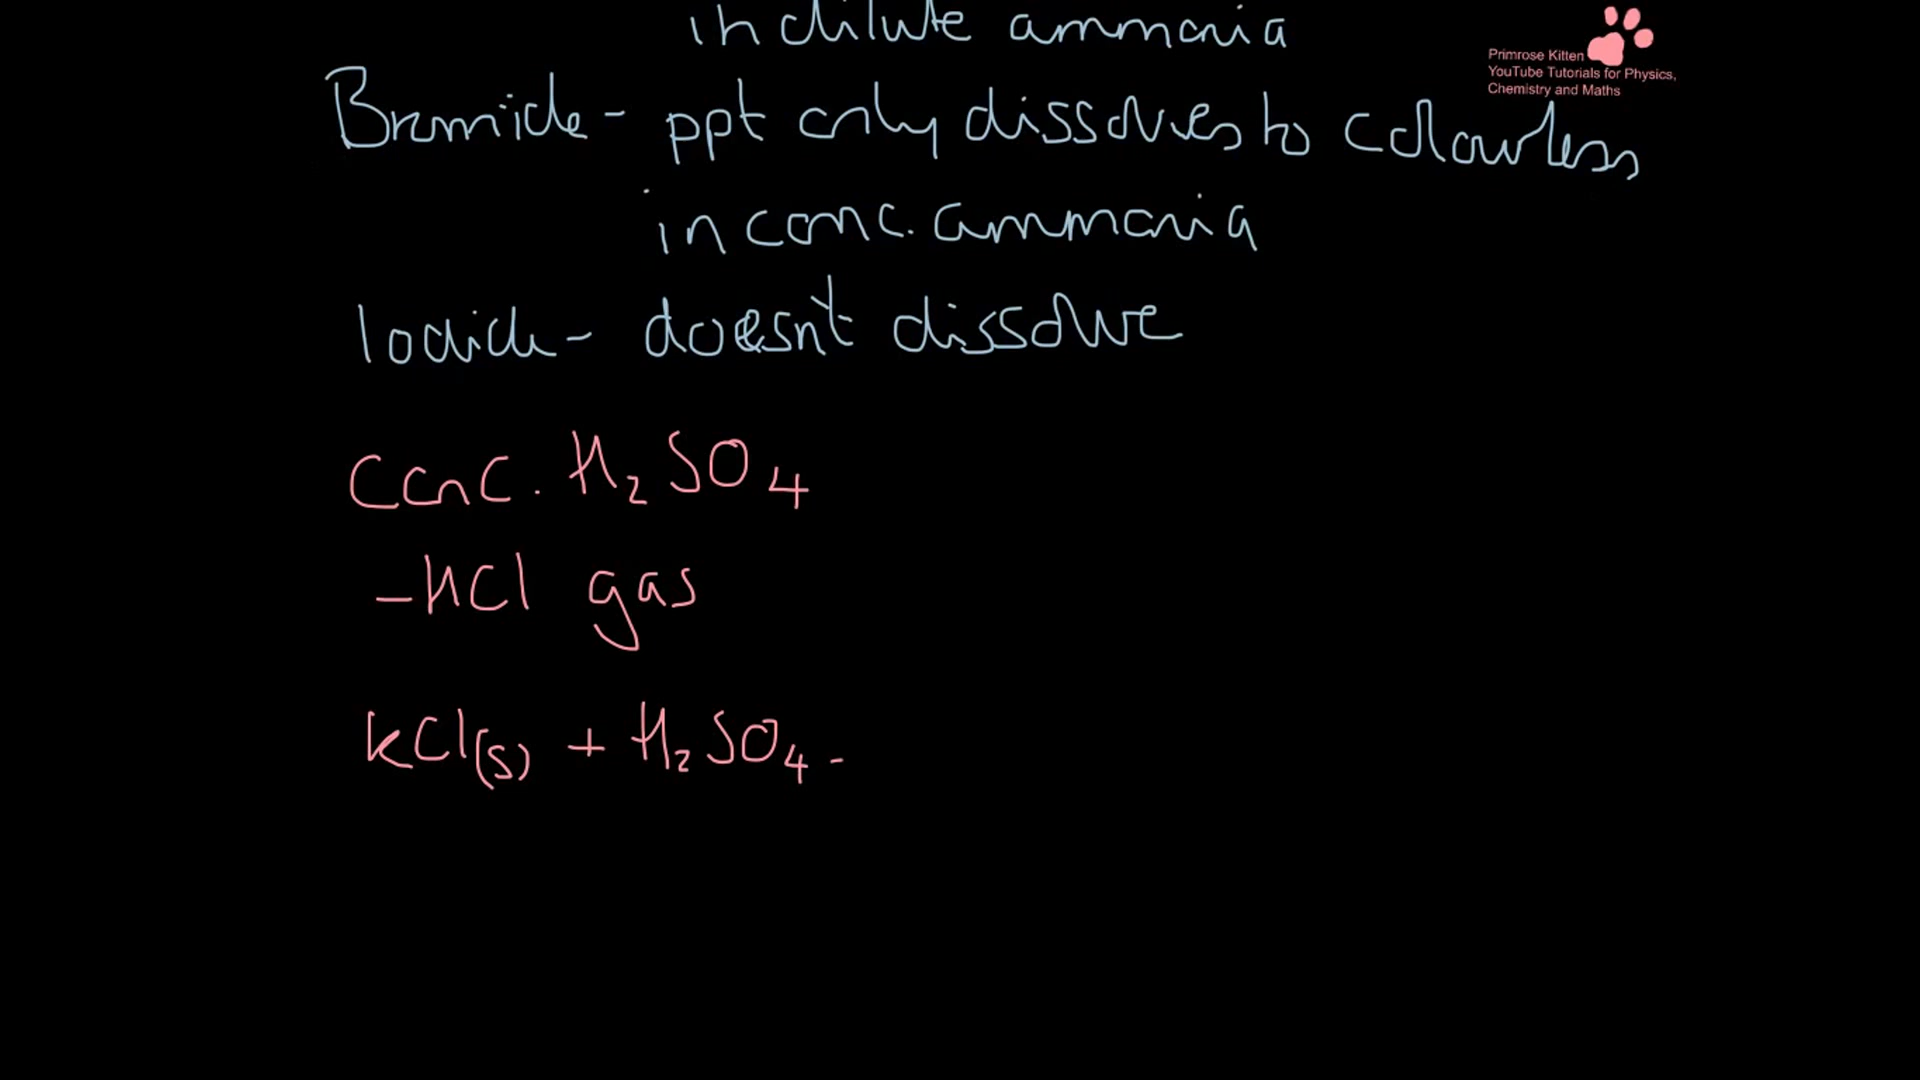 in dilute ammonia
Primrose Kitten
YouTube Tutorials for Physics,
Chemistry and Maths
Bromide - ppt only dissolves to colourless
in conc. ammonia
Iodide - doesn't dissolve
conc. H₂SO₄
- HCl gas
KCl(s) + H₂SO₄ -